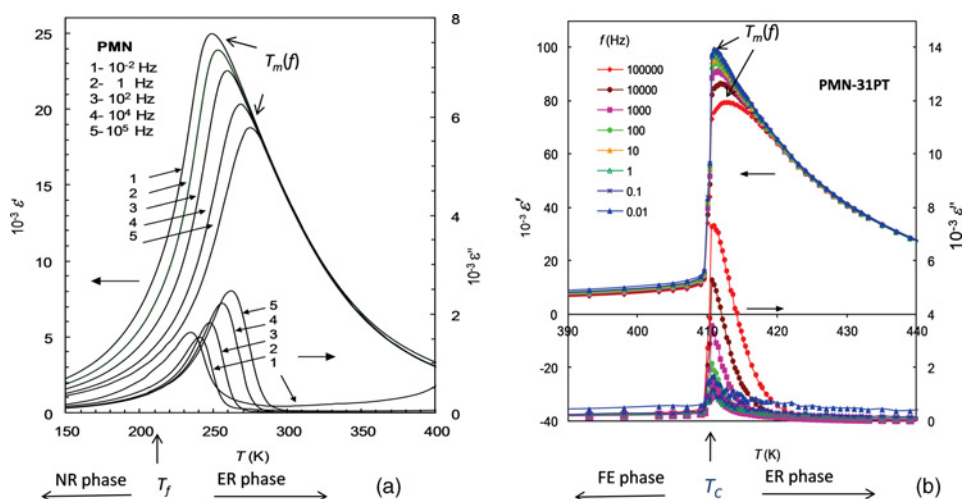 PMN
1- 10⁻² Hz
2- 1 Hz
3- 10² Hz
4- 10⁴ Hz
5- 10⁵ Hz
Tm(f)
25
20
15
10
5
0
10⁻³ ε′
8
6
4
2
0
10⁻³ ε″
1
2
3
4
5
5
4
3
2
1
150
200
250
300
350
400
T(K)
NR phase
Tf
ER phase
(a)
f(Hz)
100000
10000
1000
100
10
1
0.1
0.01
Tm(f)
PMN-31PT
100
80
60
40
20
0
-20
-40
10⁻³ ε′
14
12
10
8
6
4
2
0
10⁻³ ε″
390
400
410
420
430
440
T(K)
FE phase
TC
ER phase
(b)